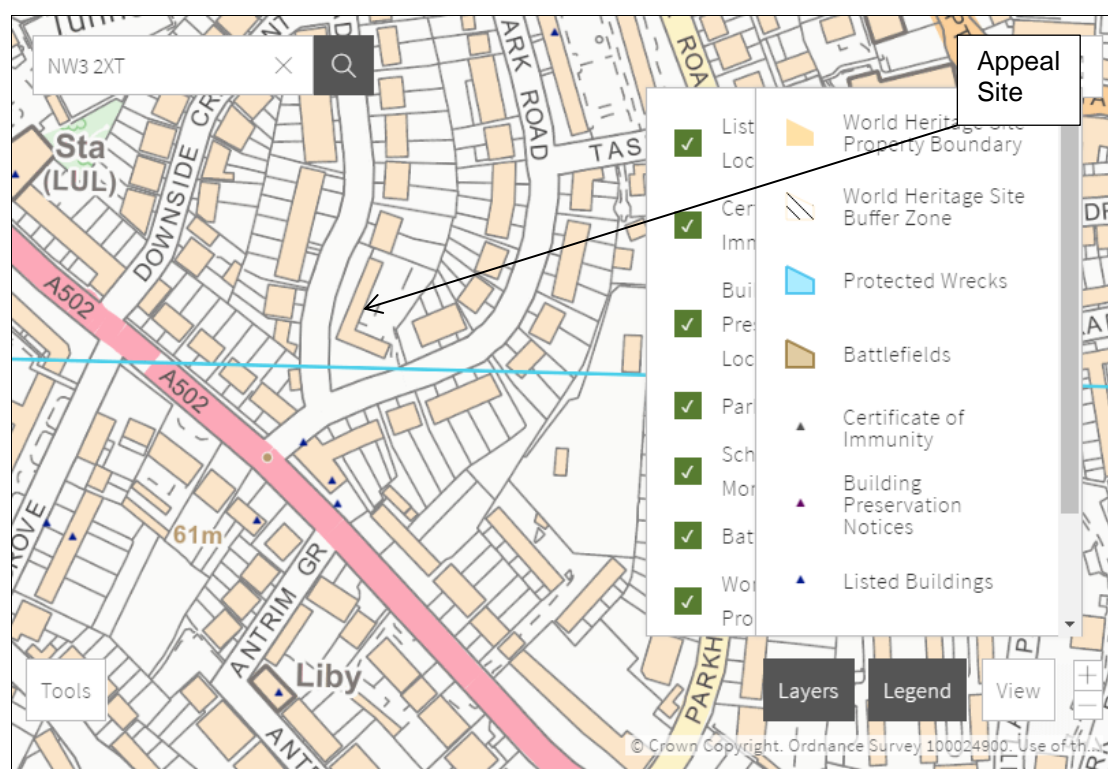 NW3 2XT
Appeal
Site
Sta
(LUL)
DOWNSIDE CR
ARK ROAD
TAS
ROA
A502
A502
61m
ROVE
ANTRIM GR
Liby
ANT
PARKH
List
Loc
Cer
Imm
Bui
Pres
Loc
Par
Sch
Mor
Bat
Wor
Pro
World Heritage Site
Property Boundary
World Heritage Site
Buffer Zone
Protected Wrecks
Battlefields
Certificate of
Immunity
Building
Preservation
Notices
Listed Buildings
Tools
Layers
Legend
View
+
−
© Crown Copyright. Ordnance Survey 100024900. Use of th...